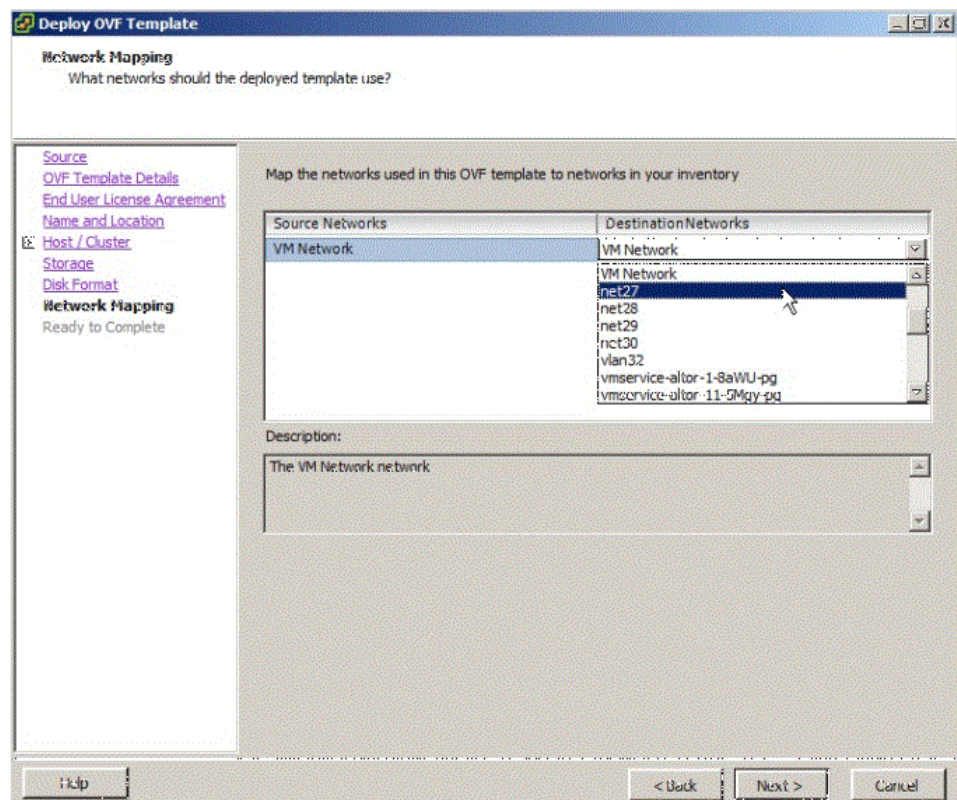 Deploy OVF Template
Network Mapping
What networks should the deployed template use?
Source
OVF Template Details
End User License Agreement
Name and Location
Host / Cluster
Storage
Disk Format
Network Mapping
Ready to Complete
Map the networks used in this OVF template to networks in your inventory
Source Networks
Destination Networks
VM Network
VM Network
VM Network
net27
net28
net29
net30
vlan32
vmservice-altor-1-8aWU-pg
vmservice-altor-11-5Mgy-pg
Description:
The VM Network network
Help
< Back
Next >
Cancel